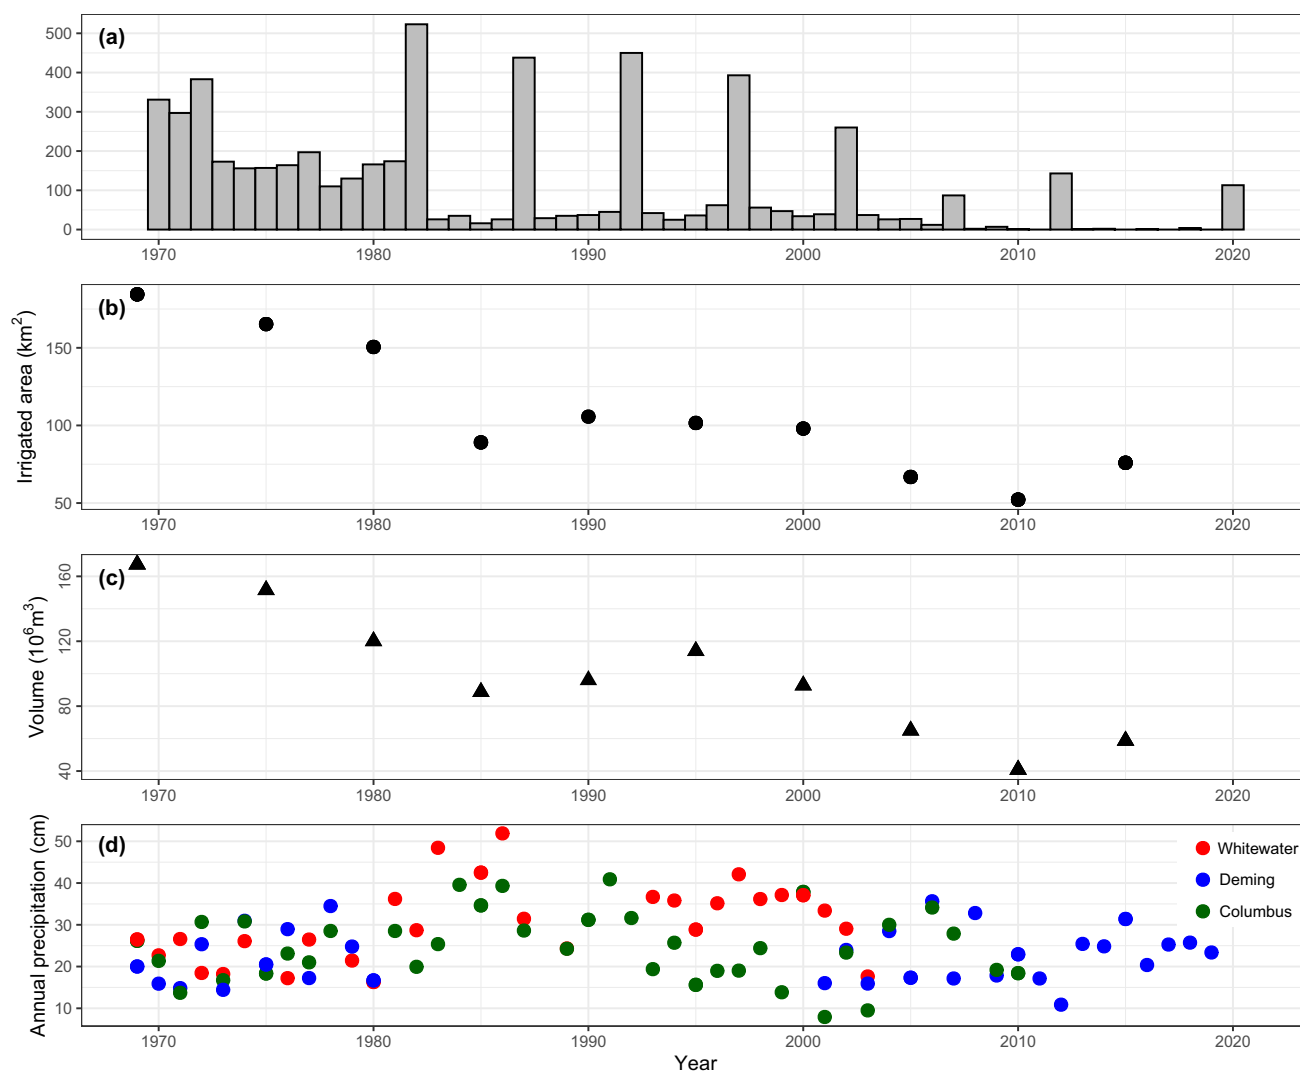 (a)
500
400
300
200
100
0
1970 1980 1990 2000 2010 2020
(b)
Irrigated area (km²)
150
100
50
1970 1980 1990 2000 2010 2020
(c)
Volume (10⁶m³)
160
120
80
40
1970 1980 1990 2000 2010 2020
(d)
Annual precipitation (cm)
50
40
30
20
10
Whitewater
Deming
Columbus
1970 1980 1990 2000 2010 2020
Year